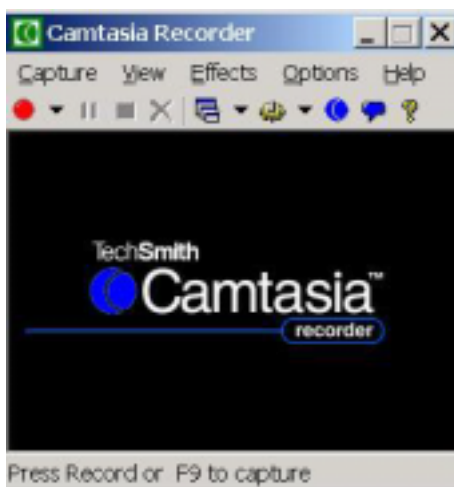 Camtasia Recorder
Capture View Effects Options Help
TechSmith
Camtasia™
recorder
Press Record or F9 to capture